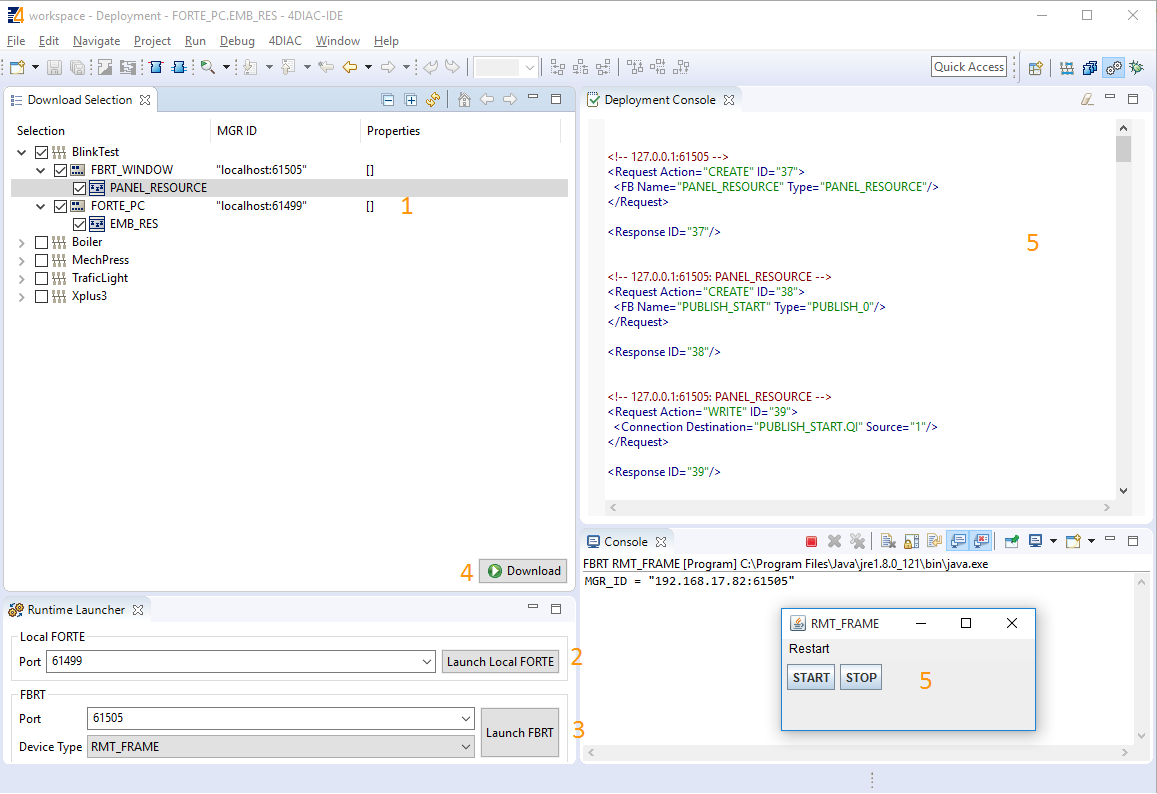 workspace - Deployment - FORTE_PC.EMB_RES - 4DIAC-IDE
File Edit Navigate Project Run Debug 4DIAC Window Help
Quick Access
Download Selection
Selection MGR ID Properties
BlinkTest
FBRT_WINDOW "localhost:61505" []
PANEL_RESOURCE
FORTE_PC "localhost:61499" [] 1
EMB_RES
Boiler
MechPress
TraficLight
Xplus3
4 Download
Runtime Launcher
Local FORTE
Port 61499 Launch Local FORTE 2
FBRT
Port 61505
Launch FBRT 3
Device Type RMT_FRAME
Deployment Console
<!-- 127.0.0.1:61505 -->
<Request Action="CREATE" ID="37">
<FB Name="PANEL_RESOURCE" Type="PANEL_RESOURCE"/>
</Request>
<Response ID="37"/>
5
<!-- 127.0.0.1:61505: PANEL_RESOURCE -->
<Request Action="CREATE" ID="38">
<FB Name="PUBLISH_START" Type="PUBLISH_0"/>
</Request>
<Response ID="38"/>
<!-- 127.0.0.1:61505: PANEL_RESOURCE -->
<Request Action="WRITE" ID="39">
<Connection Destination="PUBLISH_START.QI" Source="1"/>
</Request>
<Response ID="39"/>
Console
FBRT RMT_FRAME [Program] C:\Program Files\Java\jre1.8.0_121\bin\java.exe
MGR_ID = "192.168.17.82:61505"
RMT_FRAME
Restart
START STOP 5